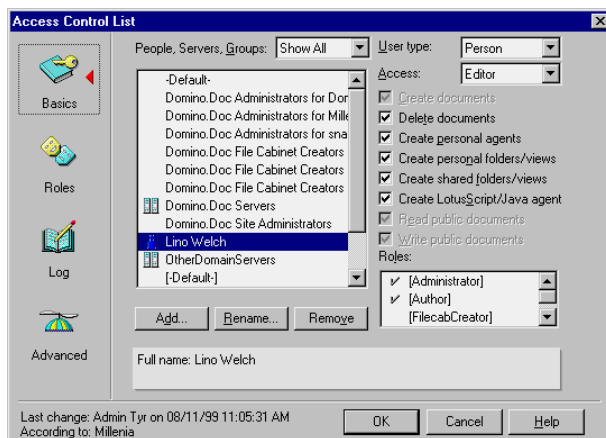 Access Control List
People, Servers, Groups: Show All
User type: Person
Access: Editor
Basics
Roles
Log
Advanced
-Default-
Domino.Doc Administrators for Dor
Domino.Doc Administrators for Mille
Domino.Doc Administrators for sna
Domino.Doc File Cabinet Creators
Domino.Doc File Cabinet Creators
Domino.Doc File Cabinet Creators
Domino.Doc Servers
Domino.Doc Site Administrators
Lino Welch
OtherDomainServers
[-Default-]
Create documents
Delete documents
Create personal agents
Create personal folders/views
Create shared folders/views
Create LotusScript/Java agent
Read public documents
Write public documents
Roles:
[Administrator]
[Author]
[FilecabCreator]
Add... Rename... Remove
Full name: Lino Welch
Last change: Admin Tyr on 08/11/99 11:05:31 AM
According to: Millenia
OK Cancel Help